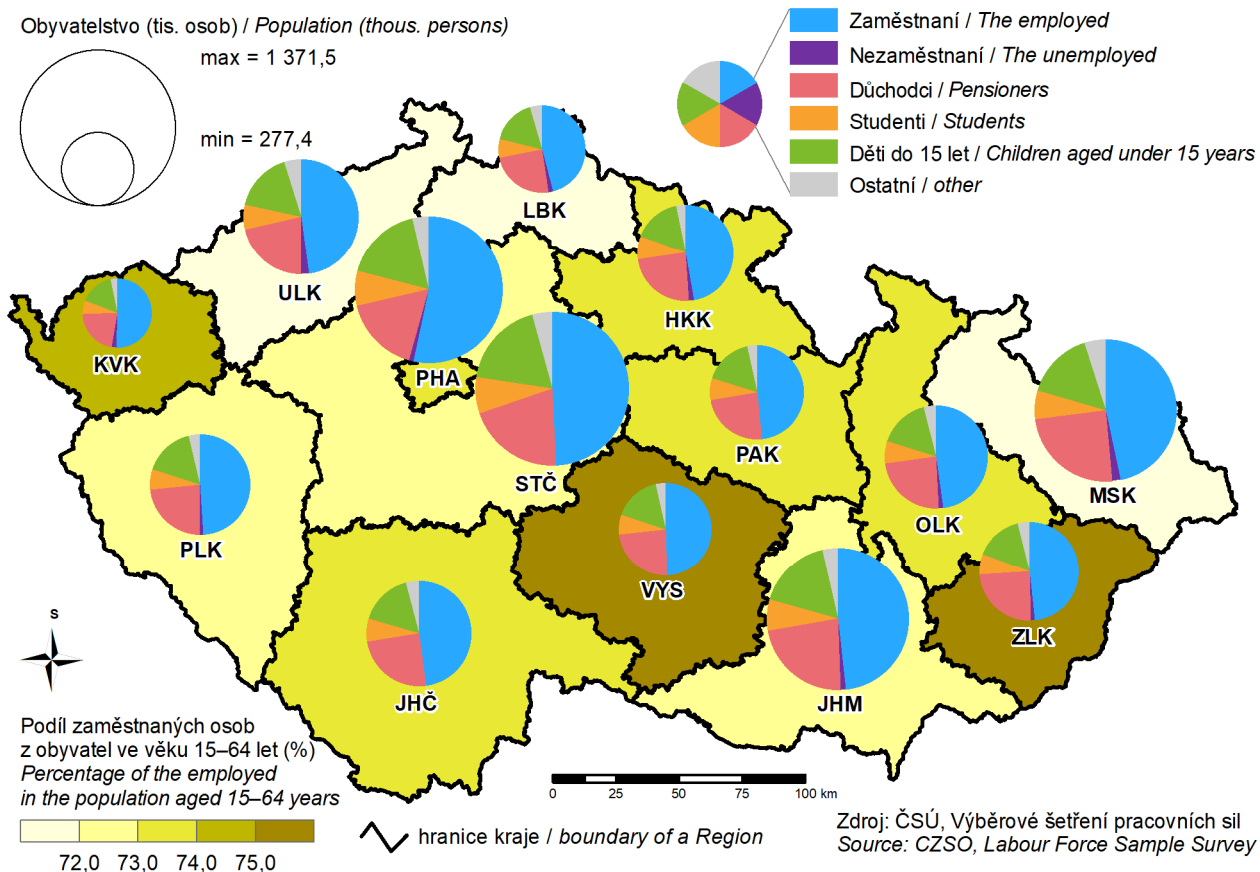 Obyvatelstvo (tis. osob) / Population (thous. persons)
max = 1 371,5
min = 277,4
Zaměstnaní / The employed
Nezaměstnaní / The unemployed
Důchodci / Pensioners
Studenti / Students
Děti do 15 let / Children aged under 15 years
Ostatní / other
LBK
ULK
HKK
KVK
PHA
PAK
STČ
MSK
OLK
PLK
VYS
ZLK
JHČ
JHM
S
Podíl zaměstnaných osob
z obyvatel ve věku 15–64 let (%)
Percentage of the employed
in the population aged 15–64 years
72,0 73,0 74,0 75,0
hranice kraje / boundary of a Region
0 25 50 75 100 km
Zdroj: ČSÚ, Výběrové šetření pracovních sil
Source: CZSO, Labour Force Sample Survey